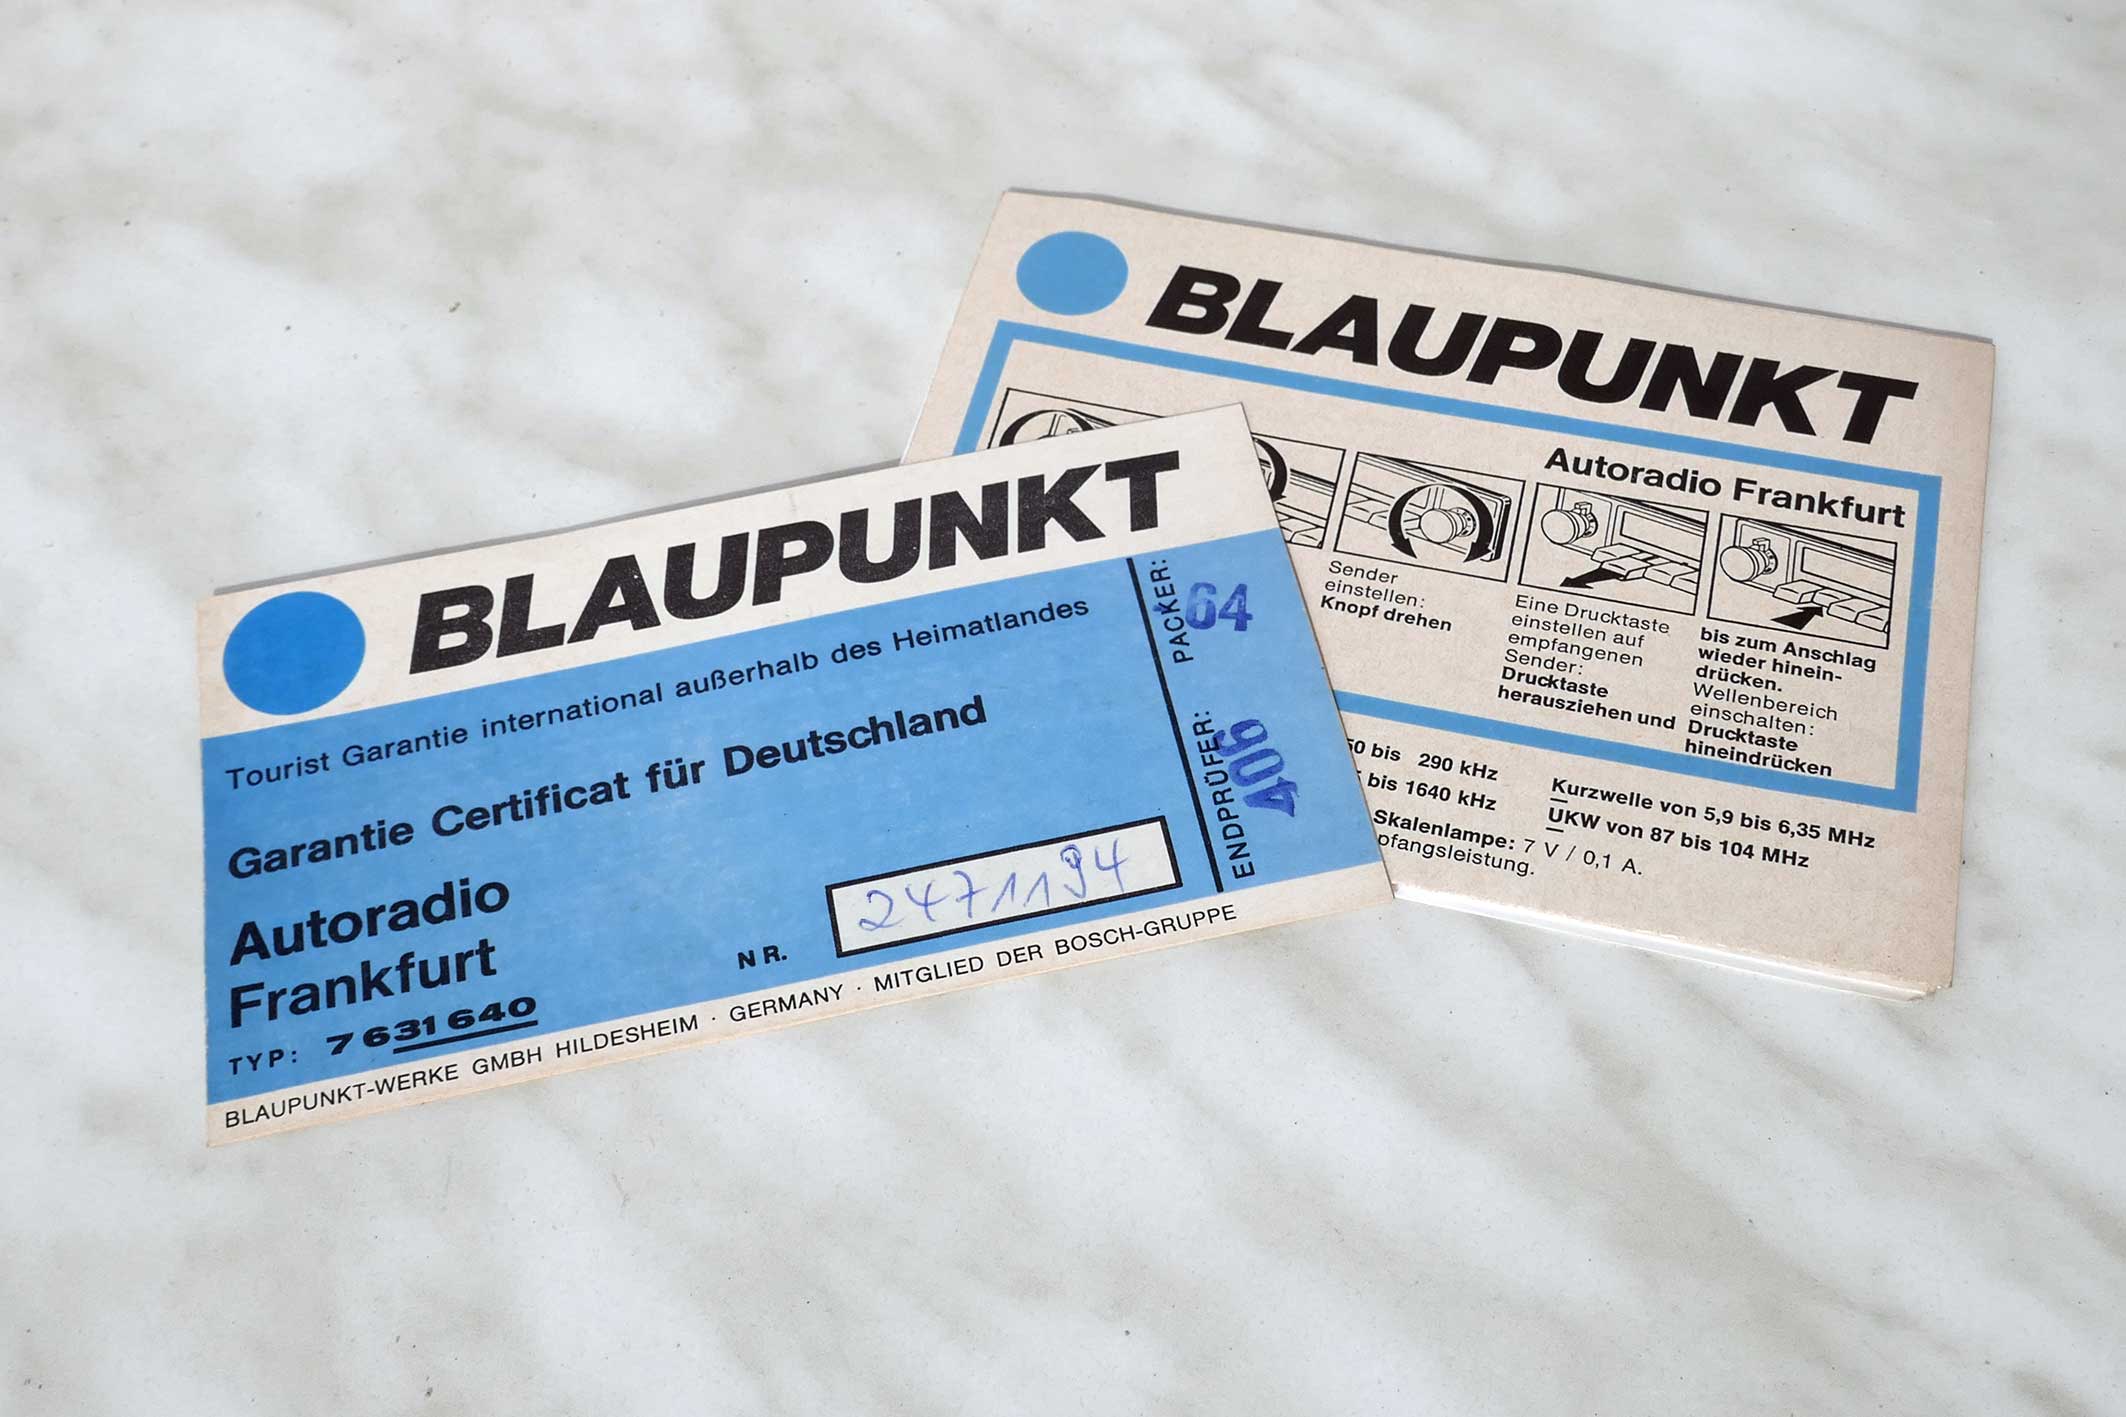 BLAUPUNKT
Autoradio Frankfurt
Sender
einstellen:
Knopf drehen
Eine Drucktaste
einstellen auf
empfangenen
Sender:
Drucktaste
herausziehen und
bis zum Anschlag
wieder hinein-
drücken.
Wellenbereich
einschalten:
Drucktaste
hineindrücken
bis 290 kHz
bis 1640 kHz
Kurzwelle von 5,9 bis 6,35 MHz
UKW von 87 bis 104 MHz
Skalenlampe: 7 V / 0,1 A.
pfangsleistung.
BLAUPUNKT
Tourist Garantie international außerhalb des Heimatlandes
Garantie Certificat für Deutschland
Autoradio
Frankfurt
TYP: 7 631 640
NR. 2471194
PACKER: 64
ENDPRÜFER: 406
BLAUPUNKT-WERKE GMBH HILDESHEIM · GERMANY · MITGLIED DER BOSCH-GRUPPE